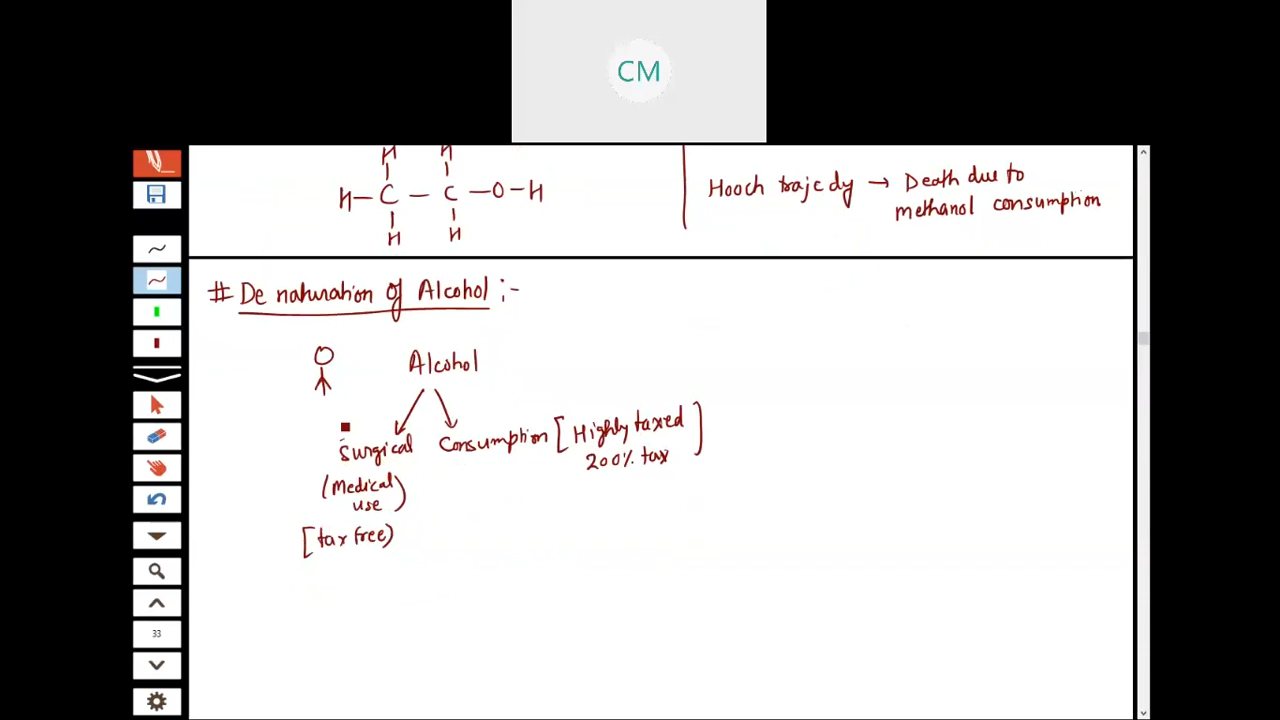 CM
H H
H-C-C-O-H
H H
Hooch trajedy → Death due to
methanol consumption
# De naturation of Alcohol :-
Alcohol
Surgical Consumption [Highly taxed
200% tax]
(Medical
use)
[tax free)
33